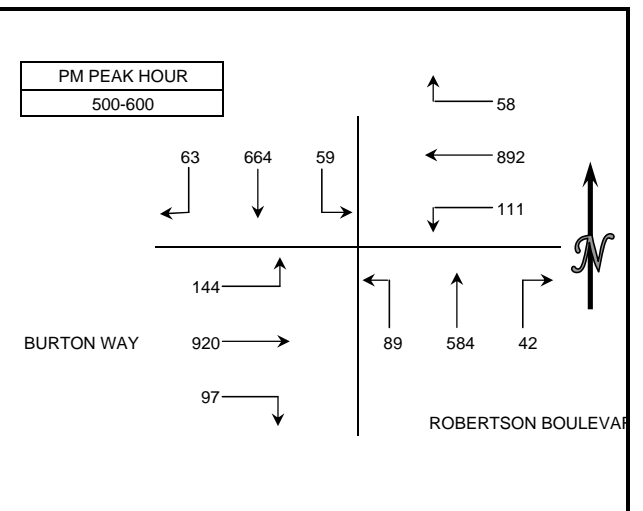 PM PEAK HOUR
500-600
58
63 664 59 892
111
N
144
BURTON WAY 920 89 584 42
97
ROBERTSON BOULEVAR